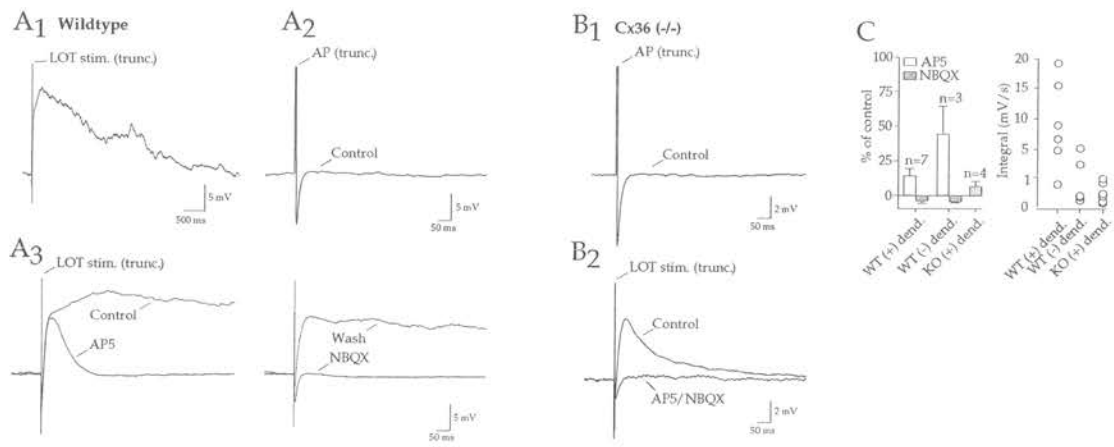 A1 Wildtype
LOT stim. (trunc.)
5 mV
500 ms
A2
AP (trunc.)
Control
5 mV
50 ms
A3
LOT stim. (trunc.)
Control
AP5
Wash
NBQX
5 mV
50 ms
B1 Cx36 (-/-)
AP (trunc.)
Control
2 mV
50 ms
B2
LOT stim. (trunc.)
Control
AP5/NBQX
2 mV
50 ms
C
AP5
NBQX
% of control
100
75
50
25
0
n=7
n=3
n=4
WT (+) dend.
WT (-) dend.
KO (+) dend.
Integral (mV/s)
20
15
10
5
1
0
WT (+) dend.
WT (-) dend.
KO (+) dend.